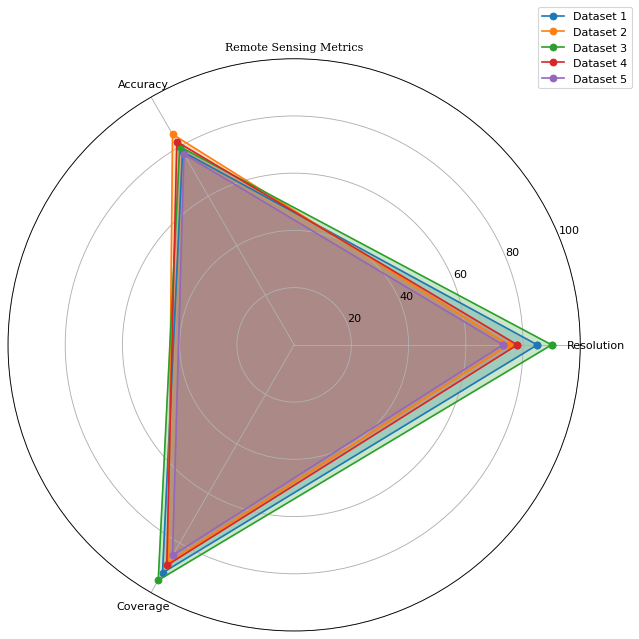 Dataset 1
Dataset 2
Dataset 3
Dataset 4
Dataset 5
Remote Sensing Metrics
Accuracy
100
80
60
40
20
Resolution
Coverage